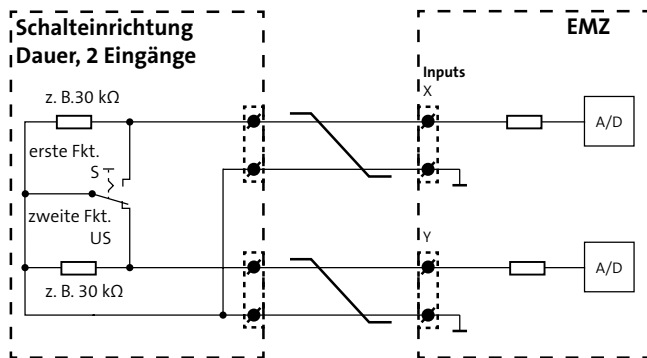 Schalteinrichtung
Dauer, 2 Eingänge
EMZ
Inputs
X
z. B.30 kΩ
A/D
erste Fkt.
S
zweite Fkt.
US
Y
A/D
z. B. 30 kΩ